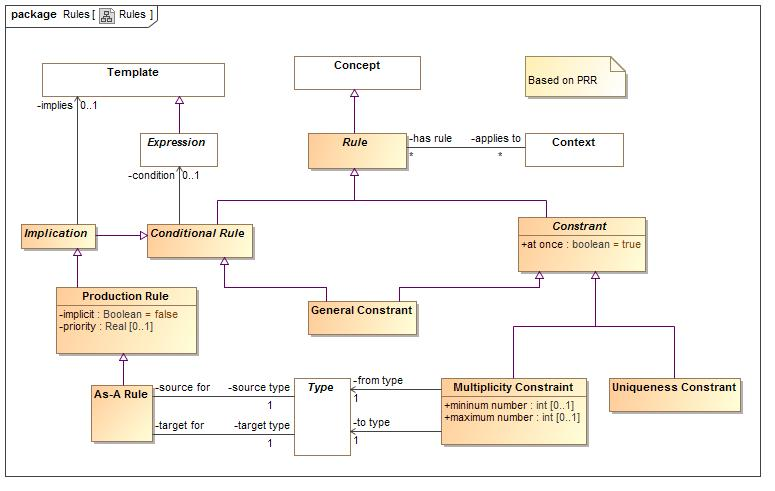 package Rules [ Rules ]
Template
Concept
Based on PRR
-implies 0..1
Expression
Rule
-has rule
*
-applies to
*
Context
-condition 0..1
Implication
Conditional Rule
Constrant
+at once : boolean = true
Production Rule
-implicit : Boolean = false
-priority : Real [0..1]
General Constrant
As-A Rule
-source for
-source type
1
-target for
-target type
1
Type
-from type
1
-to type
1
Multiplicity Constraint
+mininum number : int [0..1]
+maximum number : int [0..1]
Uniqueness Constrant